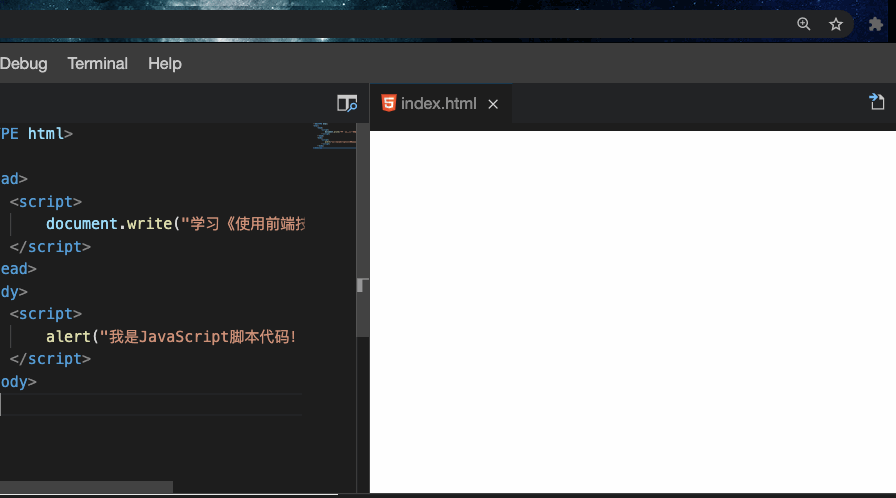 Debug Terminal Help
index.html
YPE html>
ad>
<script>
document.write("学习《使用前端技
</script>
ead>
dy>
<script>
alert("我是JavaScript脚本代码!
</script>
ody>